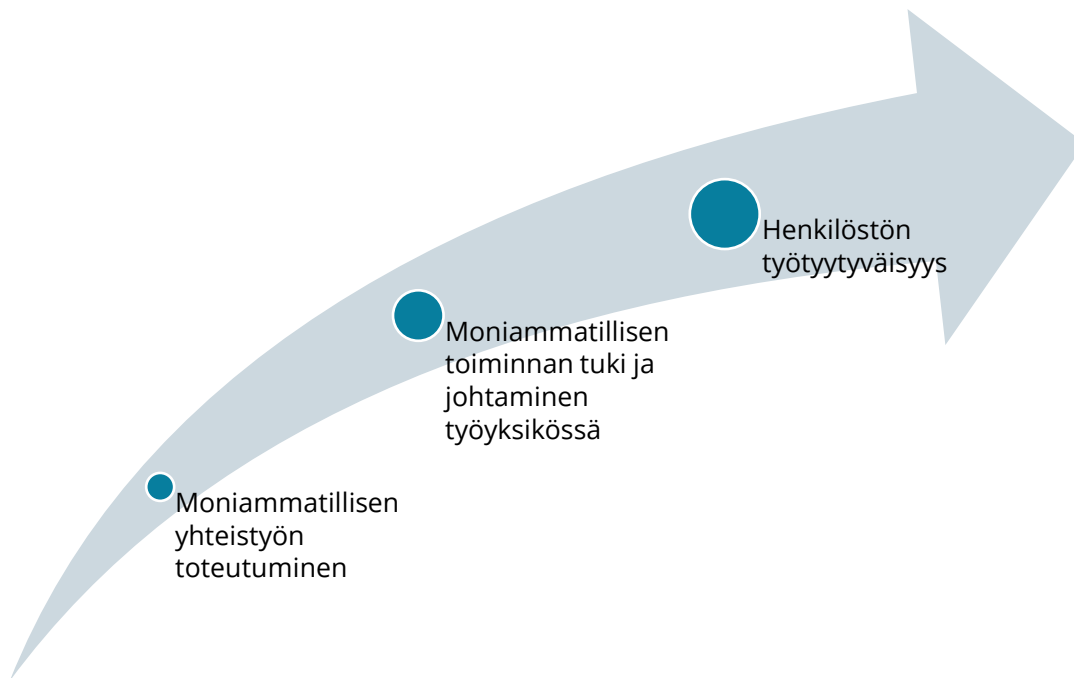 Henkilöstön
työtyytyväisyys
Moniammatillisen
toiminnan tuki ja
johtaminen
työyksikössä
Moniammatillisen
yhteistyön
toteutuminen